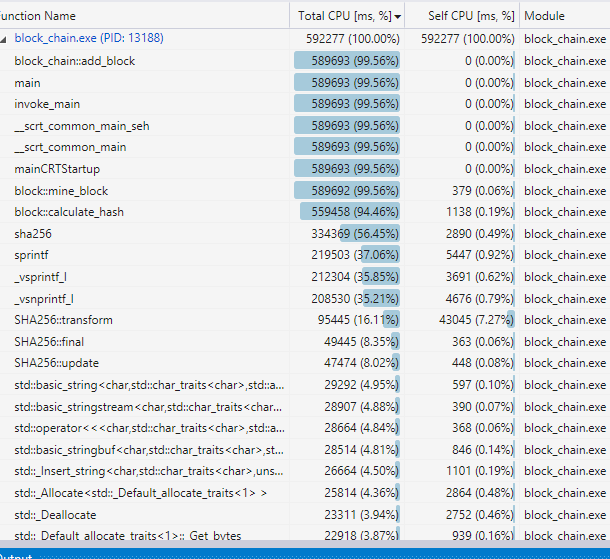 Function Name Total CPU [ms, %] Self CPU [ms, %] Module
block_chain.exe (PID: 13188) 592277 (100.00%) 592277 (100.00%) block_chain.exe
block_chain::add_block 589693 (99.56%) 0 (0.00%) block_chain.exe
main 589693 (99.56%) 0 (0.00%) block_chain.exe
invoke_main 589693 (99.56%) 0 (0.00%) block_chain.exe
__scrt_common_main_seh 589693 (99.56%) 0 (0.00%) block_chain.exe
__scrt_common_main 589693 (99.56%) 0 (0.00%) block_chain.exe
mainCRTStartup 589693 (99.56%) 0 (0.00%) block_chain.exe
block::mine_block 589692 (99.56%) 379 (0.06%) block_chain.exe
block::calculate_hash 559458 (94.46%) 1138 (0.19%) block_chain.exe
sha256 334369 (56.45%) 2890 (0.49%) block_chain.exe
sprintf 219503 (37.06%) 5447 (0.92%) block_chain.exe
_vsprintf_l 212304 (35.85%) 3691 (0.62%) block_chain.exe
_vsnprintf_l 208530 (35.21%) 4676 (0.79%) block_chain.exe
SHA256::transform 95445 (16.11%) 43045 (7.27%) block_chain.exe
SHA256::final 49445 (8.35%) 363 (0.06%) block_chain.exe
SHA256::update 47474 (8.02%) 448 (0.08%) block_chain.exe
std::basic_string<char,std::char_traits<char>,std::a... 29292 (4.95%) 597 (0.10%) block_chain.exe
std::basic_stringstream<char,std::char_traits<char... 28907 (4.88%) 390 (0.07%) block_chain.exe
std::operator<<<char,std::char_traits<char>,std::a... 28664 (4.84%) 368 (0.06%) block_chain.exe
std::basic_stringbuf<char,std::char_traits<char>,st... 28514 (4.81%) 846 (0.14%) block_chain.exe
std::_Insert_string<char,std::char_traits<char>,uns... 26664 (4.50%) 1101 (0.19%) block_chain.exe
std::_Allocate<std::_Default_allocate_traits<1> > 25814 (4.36%) 2864 (0.48%) block_chain.exe
std::_Deallocate 23311 (3.94%) 2752 (0.46%) block_chain.exe
std::_Default_allocate_traits<1>::_Get_bytes 22918 (3.87%) 939 (0.16%) block_chain.exe
Output